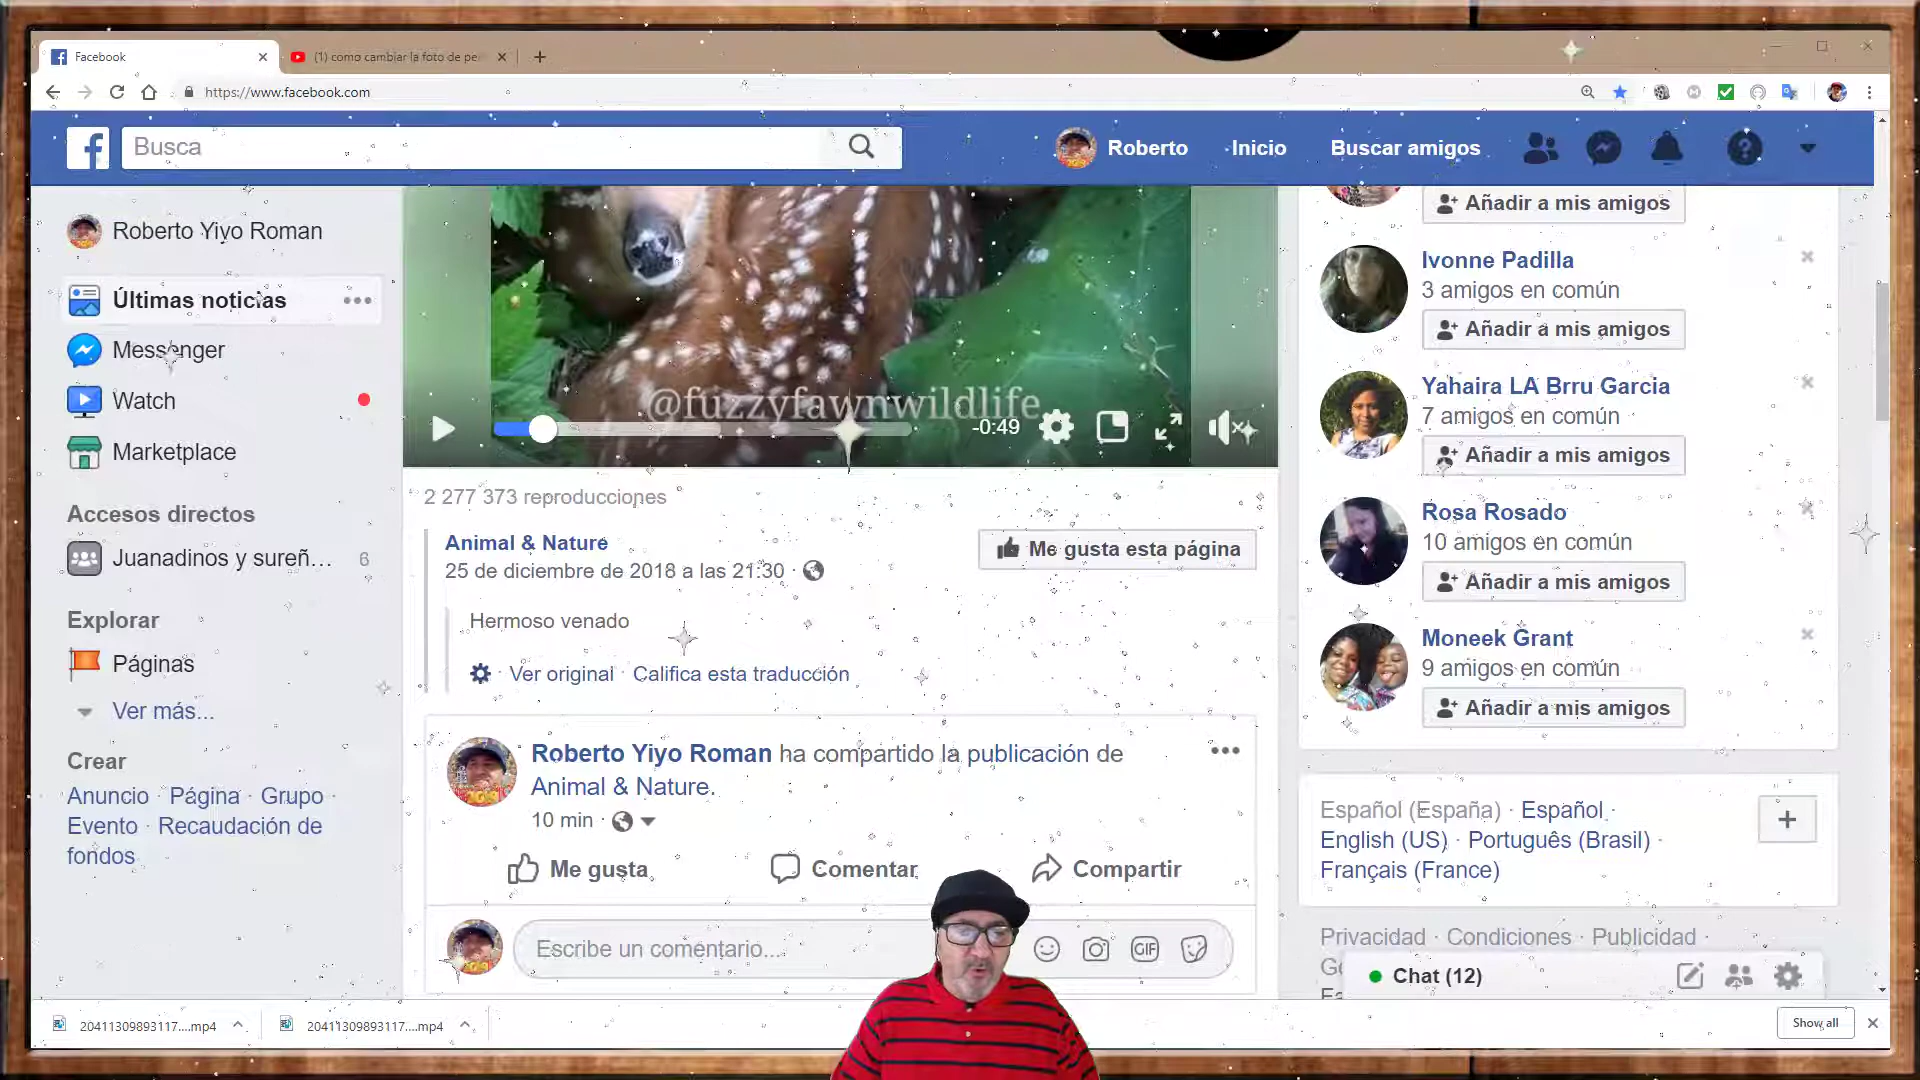 Facebook
(1) como cambiar la foto de pe
https://www.facebook.com
Busca
Roberto
Inicio
Buscar amigos
Roberto Yiyo Roman
Últimas noticias
Messenger
Watch
Marketplace
Accesos directos
Juanadinos y sureñ... 6
Explorar
Páginas
Ver más...
Crear
Anuncio · Página · Grupo ·
Evento · Recaudación de
fondos
@fuzzyfawnwildlife
-0:49
2 277 373 reproducciones
Animal & Nature
25 de diciembre de 2018 a las 21:30 ·
Me gusta esta página
Hermoso venado
· Ver original · Califica esta traducción
Roberto Yiyo Roman ha compartido la publicación de
Animal & Nature.
10 min ·
Me gusta
Comentar
Compartir
Escribe un comentario...
GIF
Añadir a mis amigos
Ivonne Padilla
3 amigos en común
Añadir a mis amigos
Yahaira LA Brru Garcia
7 amigos en común
Añadir a mis amigos
Rosa Rosado
10 amigos en común
Añadir a mis amigos
Moneek Grant
9 amigos en común
Añadir a mis amigos
Español (España) · Español ·
English (US) · Português (Brasil) ·
Français (France)
Privacidad · Condiciones · Publicidad ·
Chat (12)
20411309893117....mp4
20411309893117....mp4
Show all